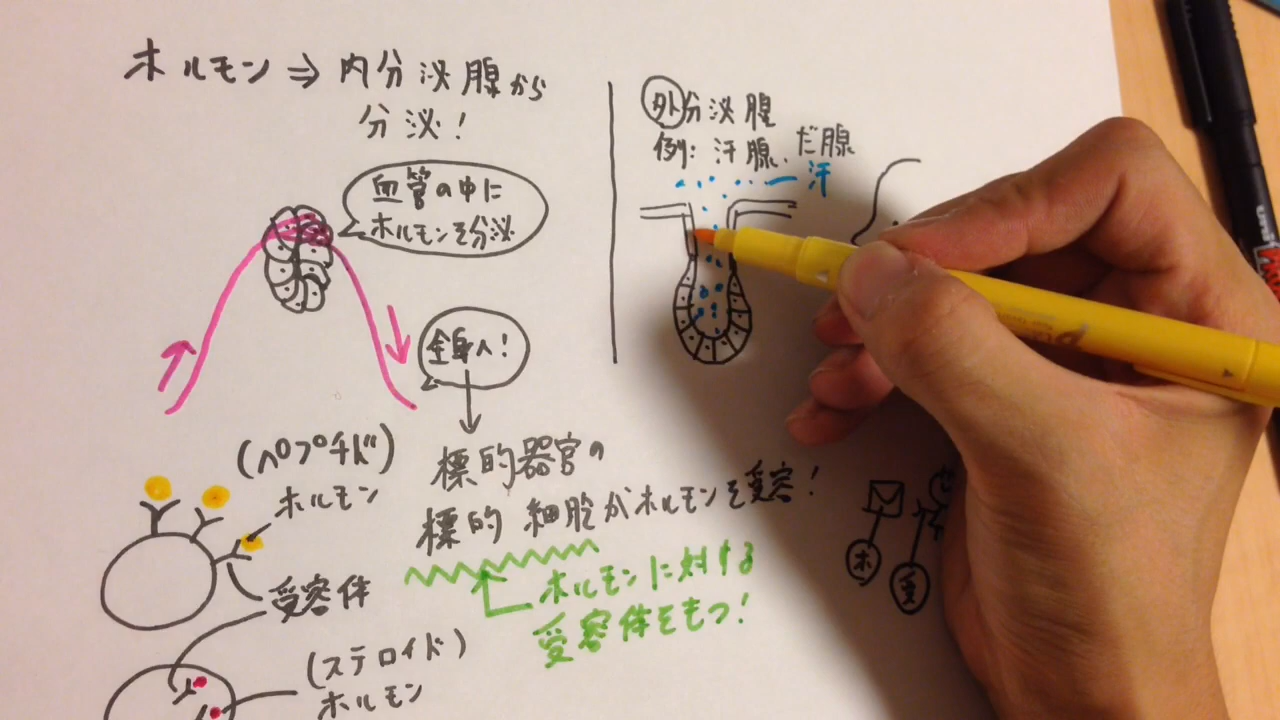 ホルモン ⇒ 内分泌腺から
分泌!
血管の中に
ホルモンを分泌
全身へ!
標的器官の
標的 細胞がホルモンを受容!
ホルモンに対する
受容体をもつ!
(ペプチド)
ホルモン
受容体
(ステロイド)
ホルモン
外分泌腺
例: 汗腺、だ腺
汗
ホ
受